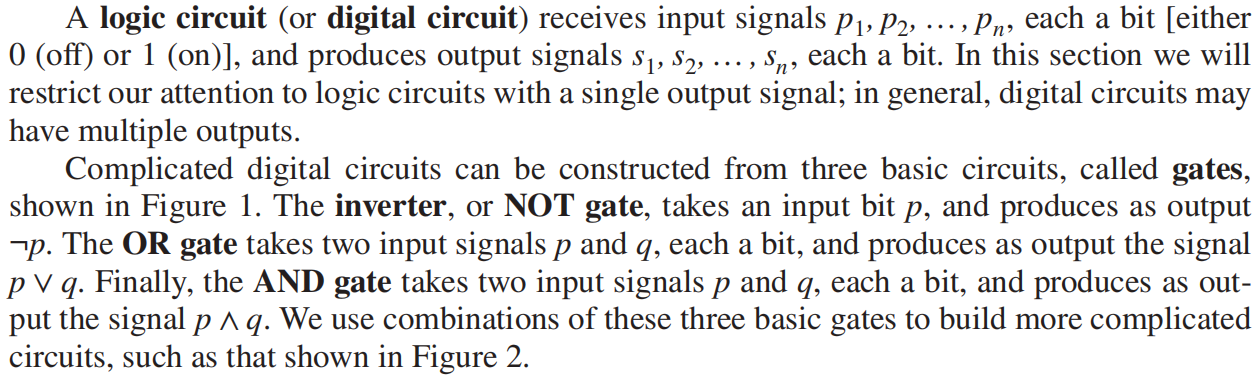 A logic circuit (or digital circuit) receives input signals p₁, p₂, … , pₙ, each a bit [either
0 (off) or 1 (on)], and produces output signals s₁, s₂, … , sₙ, each a bit. In this section we will
restrict our attention to logic circuits with a single output signal; in general, digital circuits may
have multiple outputs.
Complicated digital circuits can be constructed from three basic circuits, called gates,
shown in Figure 1. The inverter, or NOT gate, takes an input bit p, and produces as output
¬p. The OR gate takes two input signals p and q, each a bit, and produces as output the signal
p ∨ q. Finally, the AND gate takes two input signals p and q, each a bit, and produces as out-
put the signal p ∧ q. We use combinations of these three basic gates to build more complicated
circuits, such as that shown in Figure 2.